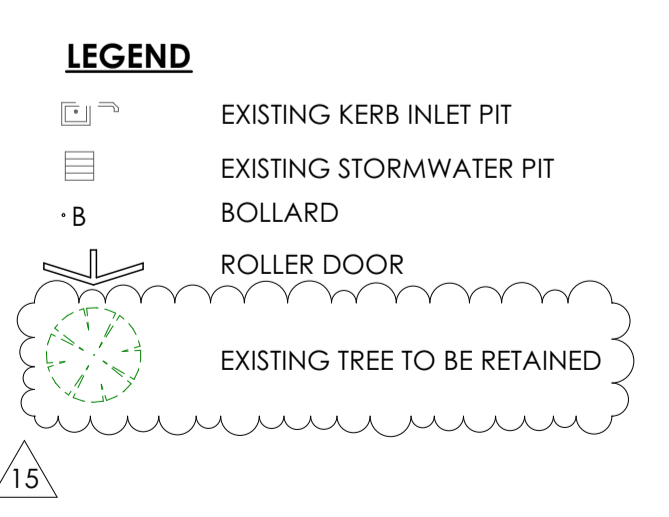 LEGEND
EXISTING KERB INLET PIT
EXISTING STORMWATER PIT
B BOLLARD
ROLLER DOOR
EXISTING TREE TO BE RETAINED
15